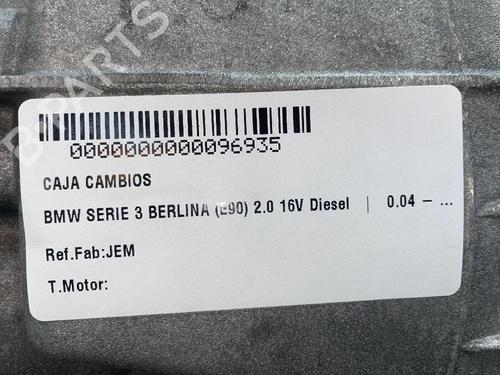 B-PARTS
0000000000096935
CAJA CAMBIOS
BMW SERIE 3 BERLINA (E90) 2.0 16V Diesel | 0.04 – ...
Ref.Fab:JEM
T.Motor: